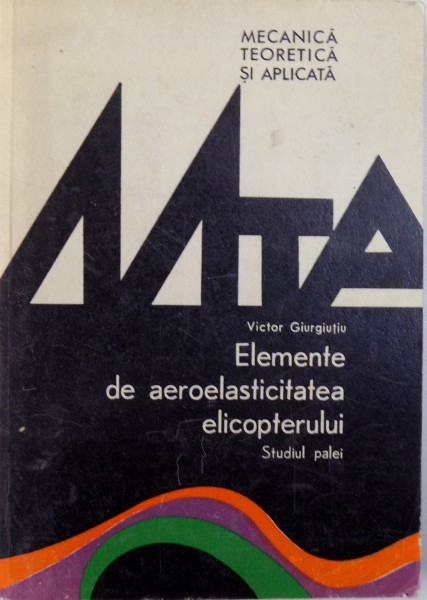 MECANICĂ
TEORETICĂ
ȘI APLICATĂ
MTA
Victor Giurgiuțiu
Elemente
de aeroelasticitatea
elicopterului
Studiul palei